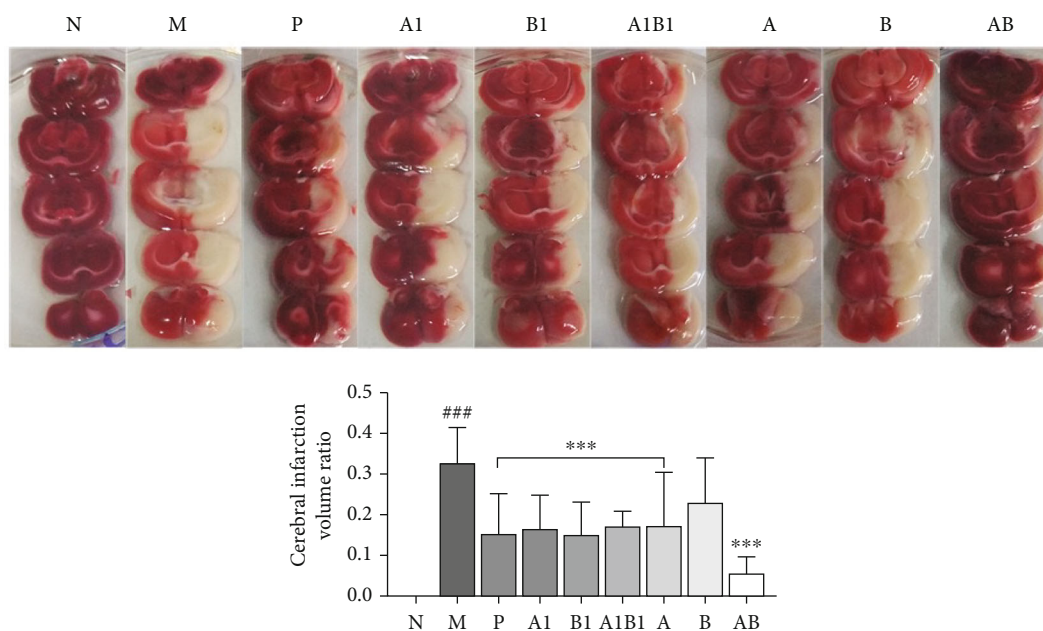 N M P A1 B1 A1B1 A B AB
0.5
0.4
0.3
0.2
0.1
0.0
Cerebral infarction
volume ratio
###
***
***
N M P A1 B1 A1B1 A B AB